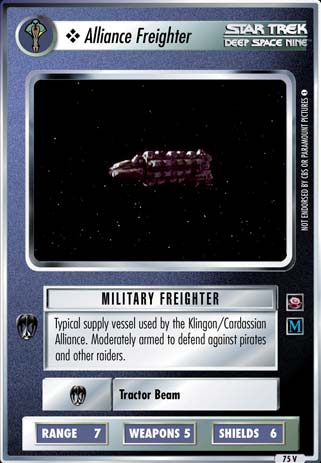 ❖ Alliance Freighter
STAR TREK
DEEP SPACE NINE
NOT ENDORSED BY CBS OR PARAMOUNT PICTURES 1
MILITARY FREIGHTER
Typical supply vessel used by the Klingon/Cardassian
Alliance. Moderately armed to defend against pirates
and other raiders.
M
Tractor Beam
RANGE 7 WEAPONS 5 SHIELDS 6
75 V